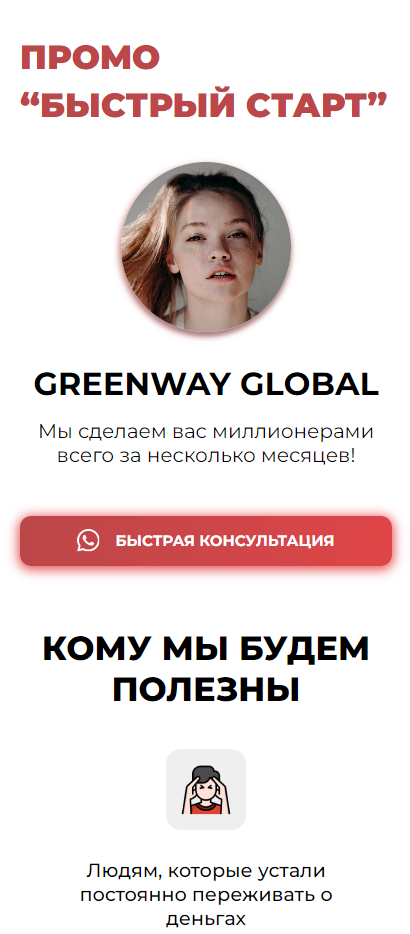 ПРОМО
“БЫСТРЫЙ СТАРТ”
GREENWAY GLOBAL
Мы сделаем вас миллионерами
всего за несколько месяцев!
БЫСТРАЯ КОНСУЛЬТАЦИЯ
КОМУ МЫ БУДЕМ
ПОЛЕЗНЫ
Людям, которые устали
постоянно переживать о
деньгах